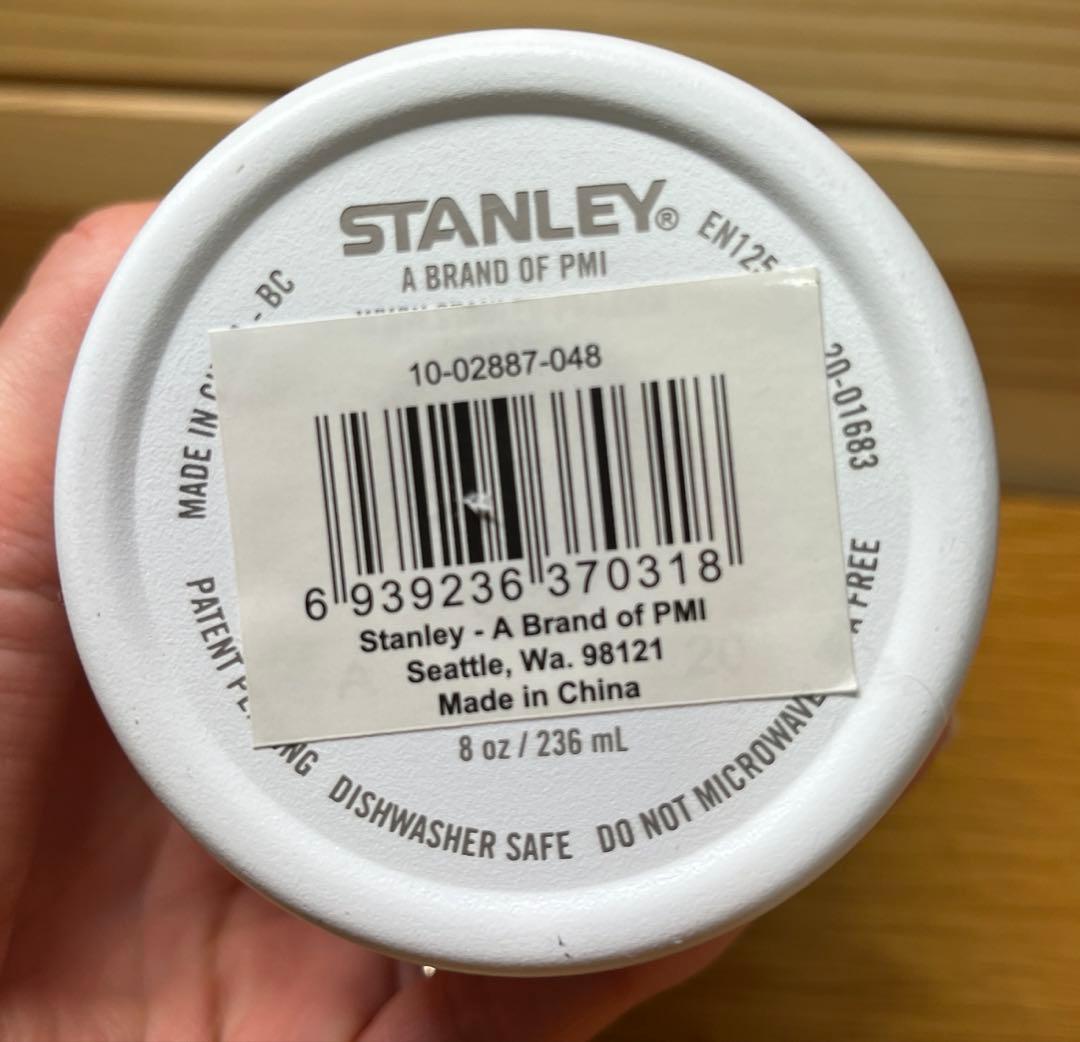 STANLEY®
A BRAND OF PMI
10-02887-048
6 939236 370318
Stanley - A Brand of PMI
Seattle, Wa. 98121
Made in China
8 oz / 236 mL
MADE IN
- BC
EN125
20-01683
FREE
PATENT
DISHWASHER SAFE
DO NOT MICROWAVE